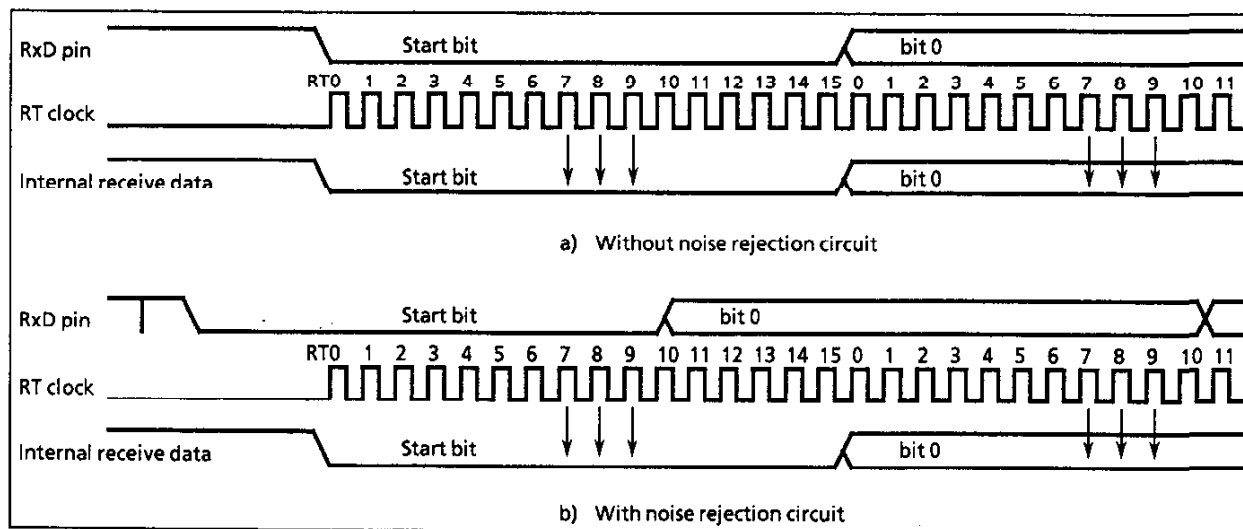 RxD pin Start bit bit 0
RT0 1 2 3 4 5 6 7 8 9 10 11 12 13 14 15 0 1 2 3 4 5 6 7 8 9 10 11
RT clock
Internal receive data Start bit bit 0
a) Without noise rejection circuit
RxD pin Start bit bit 0
RT0 1 2 3 4 5 6 7 8 9 10 11 12 13 14 15 0 1 2 3 4 5 6 7 8 9 10 11
RT clock
Internal receive data Start bit bit 0
b) With noise rejection circuit